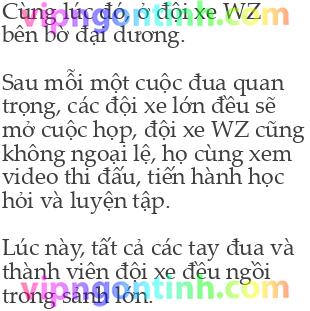 Cùng lúc đó, ở đội xe WZ
bên bờ đại dương.
Sau mỗi một cuộc đua quan
trọng, các đội xe lớn đều sẽ
mở cuộc họp, đội xe WZ cũng
không ngoại lệ, họ cùng xem
video thi đấu, tiến hành học
hỏi và luyện tập.
Lúc này, tất cả các tay đua và
thành viên đội xe đều ngồi
trong sảnh lớn.
vipngontinh.com
vipngontinh.com